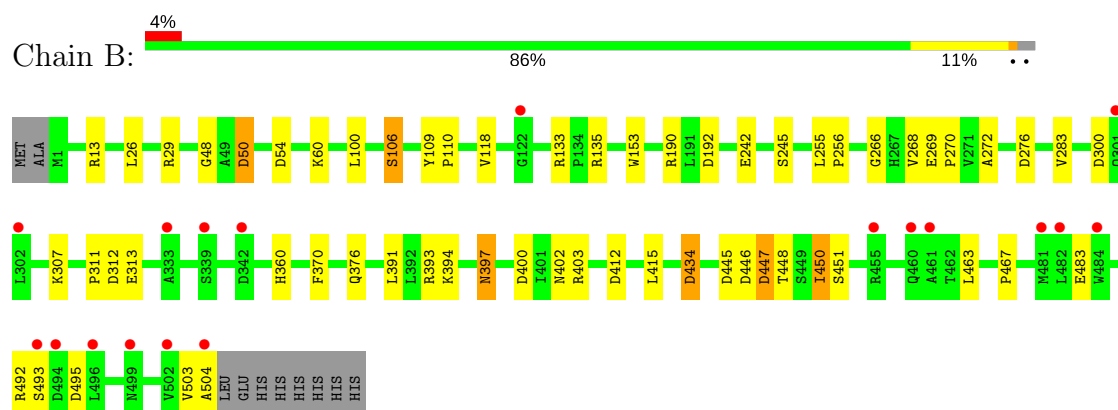 4%
Chain B:
86% 11% • •
MET ALA M1 R13 L26 R29 G48 A49 D50 D54 K60 L100 S106 Y109 P110 V118 G122 R133 P134 R135 W153 R190 L191 D192 E242 S245 L255 P256 G266 H267 V268 E269 P270 V271 A272 D276 V283 D300 Q301
L302 K307 P311 D312 E313 A333 S339 D342 H360 F370 Q376 L391 L392 R393 K394 N397 D400 I401 N402 R403 D412 L415 D434 D445 D446 D447 T448 S449 I450 S451 R455 Q460 A461 T462 L463 P467 M481 L482 E483 W484
R492 S493 D494 D495 L496 N499 V502 V503 A504 LEU GLU HIS HIS HIS HIS HIS HIS